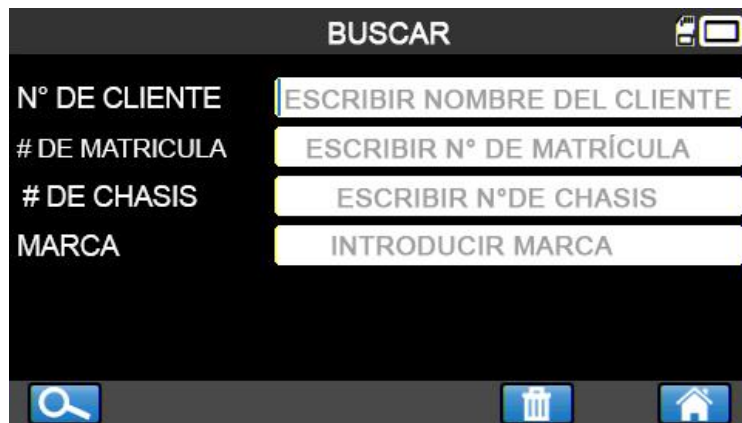 BUSCAR
N° DE CLIENTE ESCRIBIR NOMBRE DEL CLIENTE
# DE MATRICULA ESCRIBIR N° DE MATRÍCULA
# DE CHASIS ESCRIBIR N°DE CHASIS
MARCA INTRODUCIR MARCA